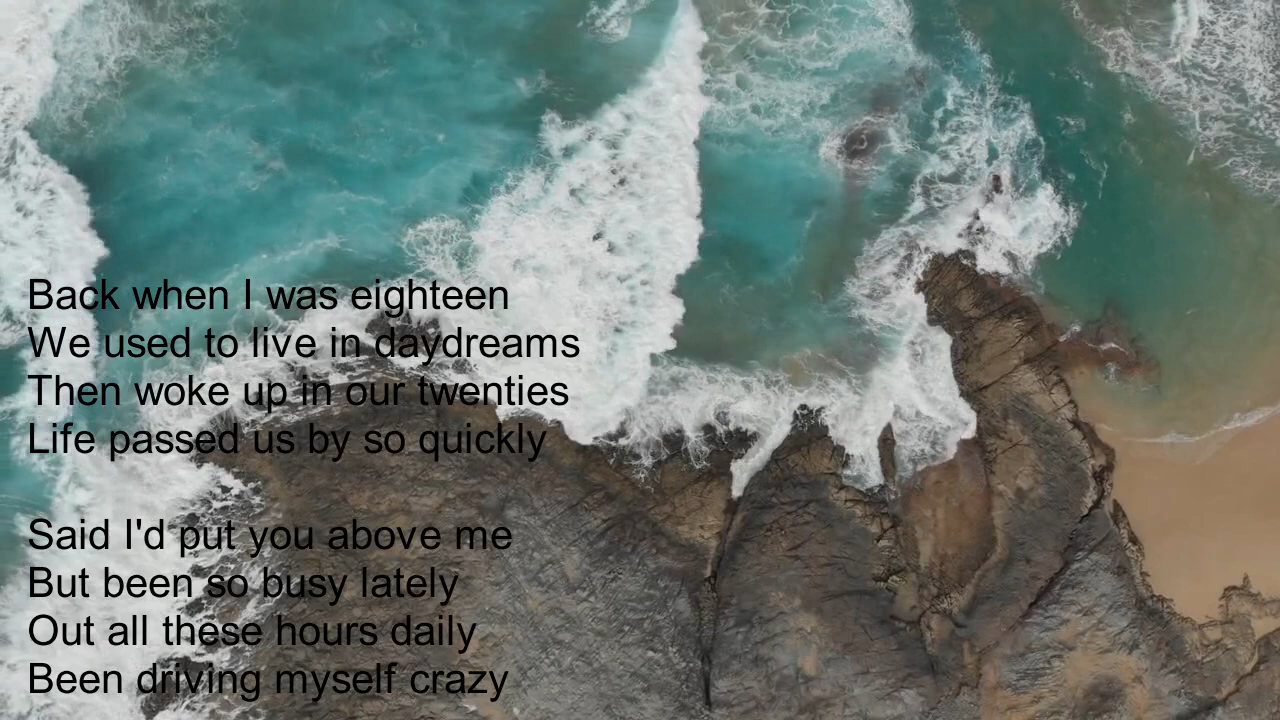 Back when I was eighteen
We used to live in daydreams
Then woke up in our twenties
Life passed us by so quickly
Said I'd put you above me
But been so busy lately
Out all these hours daily
Been driving myself crazy